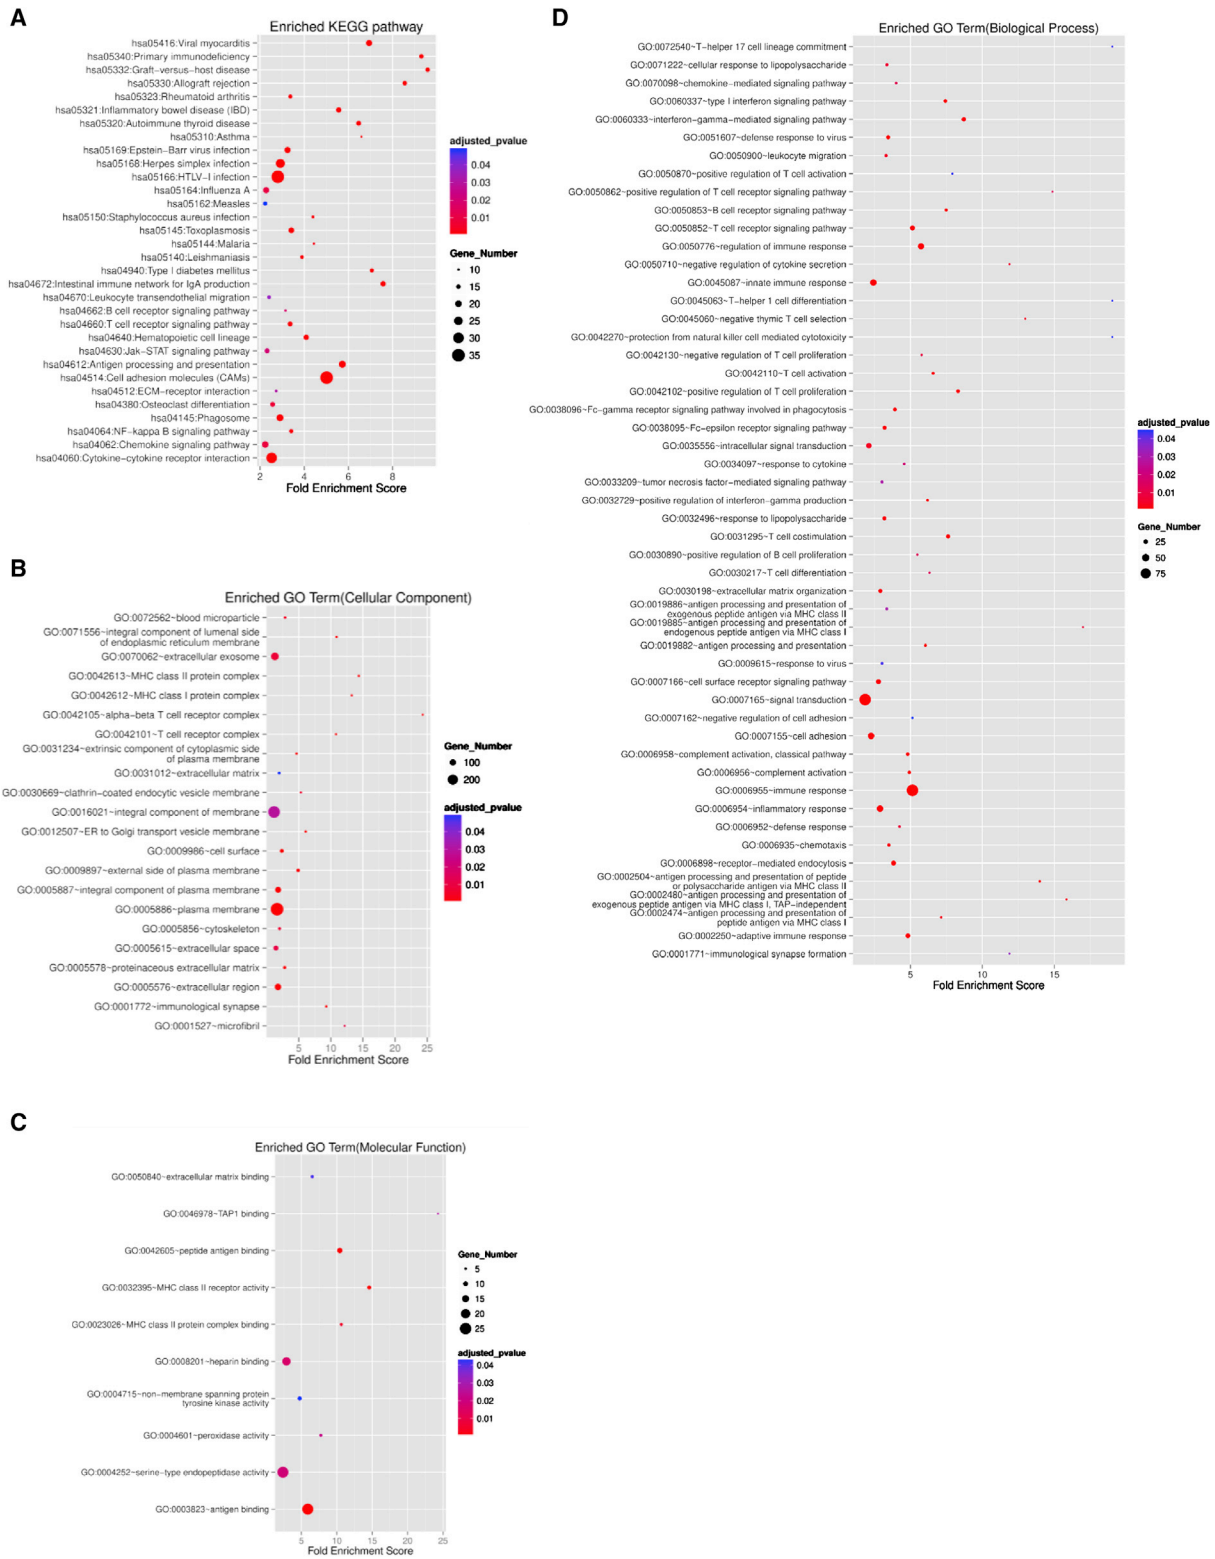 A
Enriched KEGG pathway
hsa05416:Viral myocarditis
hsa05340:Primary immunodeficiency
hsa05332:Graft-versus-host disease
hsa05330:Allograft rejection
hsa05323:Rheumatoid arthritis
hsa05321:Inflammatory bowel disease (IBD)
hsa05320:Autoimmune thyroid disease
hsa05310:Asthma
hsa05169:Epstein-Barr virus infection
hsa05168:Herpes simplex infection
hsa05166:HTLV-I infection
hsa05164:Influenza A
hsa05162:Measles
hsa05150:Staphylococcus aureus infection
hsa05145:Toxoplasmosis
hsa05144:Malaria
hsa05140:Leishmaniasis
hsa04940:Type I diabetes mellitus
hsa04672:Intestinal immune network for IgA production
hsa04670:Leukocyte transendothelial migration
hsa04662:B cell receptor signaling pathway
hsa04660:T cell receptor signaling pathway
hsa04640:Hematopoietic cell lineage
hsa04630:Jak-STAT signaling pathway
hsa04612:Antigen processing and presentation
hsa04514:Cell adhesion molecules (CAMs)
hsa04512:ECM-receptor interaction
hsa04380:Osteoclast differentiation
hsa04145:Phagosome
hsa04064:NF-kappa B signaling pathway
hsa04062:Chemokine signaling pathway
hsa04060:Cytokine-cytokine receptor interaction
2 4 6 8
Fold Enrichment Score
adjusted_pvalue
0.04
0.03
0.02
0.01
Gene_Number
10
15
20
25
30
35
B
Enriched GO Term(Cellular Component)
GO:0072562~blood microparticle
GO:0071556~integral component of lumenal side
of endoplasmic reticulum membrane
GO:0070062~extracellular exosome
GO:0042613~MHC class II protein complex
GO:0042612~MHC class I protein complex
GO:0042105~alpha-beta T cell receptor complex
GO:0042101~T cell receptor complex
GO:0031234~extrinsic component of cytoplasmic side
of plasma membrane
GO:0031012~extracellular matrix
GO:0030669~clathrin-coated endocytic vesicle membrane
GO:0016021~integral component of membrane
GO:0012507~ER to Golgi transport vesicle membrane
GO:0009986~cell surface
GO:0009897~external side of plasma membrane
GO:0005887~integral component of plasma membrane
GO:0005886~plasma membrane
GO:0005856~cytoskeleton
GO:0005615~extracellular space
GO:0005578~proteinaceous extracellular matrix
GO:0005576~extracellular region
GO:0001772~immunological synapse
GO:0001527~microfibril
5 10 15 20 25
Fold Enrichment Score
Gene_Number
100
200
adjusted_pvalue
0.04
0.03
0.02
0.01
C
Enriched GO Term(Molecular Function)
GO:0050840~extracellular matrix binding
GO:0046978~TAP1 binding
GO:0042605~peptide antigen binding
GO:0032395~MHC class II receptor activity
GO:0023026~MHC class II protein complex binding
GO:0008201~heparin binding
GO:0004715~non-membrane spanning protein
tyrosine kinase activity
GO:0004601~peroxidase activity
GO:0004252~serine-type endopeptidase activity
GO:0003823~antigen binding
5 10 15 20 25
Fold Enrichment Score
Gene_Number
5
10
15
20
25
adjusted_pvalue
0.04
0.03
0.02
0.01
D
Enriched GO Term(Biological Process)
GO:0072540~T-helper 17 cell lineage commitment
GO:0071222~cellular response to lipopolysaccharide
GO:0070098~chemokine-mediated signaling pathway
GO:0060337~type I interferon signaling pathway
GO:0060333~interferon-gamma-mediated signaling pathway
GO:0051607~defense response to virus
GO:0050900~leukocyte migration
GO:0050870~positive regulation of T cell activation
GO:0050862~positive regulation of T cell receptor signaling pathway
GO:0050853~B cell receptor signaling pathway
GO:0050852~T cell receptor signaling pathway
GO:0050776~regulation of immune response
GO:0050710~negative regulation of cytokine secretion
GO:0045087~innate immune response
GO:0045063~T-helper 1 cell differentiation
GO:0045060~negative thymic T cell selection
GO:0042270~protection from natural killer cell mediated cytotoxicity
GO:0042130~negative regulation of T cell proliferation
GO:0042110~T cell activation
GO:0042102~positive regulation of T cell proliferation
GO:0038096~Fc-gamma receptor signaling pathway involved in phagocytosis
GO:0038095~Fc-epsilon receptor signaling pathway
GO:0035556~intracellular signal transduction
GO:0034097~response to cytokine
GO:0033209~tumor necrosis factor-mediated signaling pathway
GO:0032729~positive regulation of interferon-gamma production
GO:0032496~response to lipopolysaccharide
GO:0031295~T cell costimulation
GO:0030890~positive regulation of B cell proliferation
GO:0030217~T cell differentiation
GO:0030198~extracellular matrix organization
GO:0019886~antigen processing and presentation of
exogenous peptide antigen via MHC class II
GO:0019885~antigen processing and presentation of
endogenous peptide antigen via MHC class I
GO:0019882~antigen processing and presentation
GO:0009615~response to virus
GO:0007166~cell surface receptor signaling pathway
GO:0007165~signal transduction
GO:0007162~negative regulation of cell adhesion
GO:0007155~cell adhesion
GO:0006958~complement activation, classical pathway
GO:0006956~complement activation
GO:0006955~immune response
GO:0006954~inflammatory response
GO:0006952~defense response
GO:0006935~chemotaxis
GO:0006898~receptor-mediated endocytosis
GO:0002504~antigen processing and presentation of peptide
or polysaccharide antigen via MHC class II
GO:0002480~antigen processing and presentation of
exogenous peptide antigen via MHC class I, TAP-independent
GO:0002474~antigen processing and presentation of
peptide antigen via MHC class I
GO:0002250~adaptive immune response
GO:0001771~immunological synapse formation
5 10 15
Fold Enrichment Score
adjusted_pvalue
0.04
0.03
0.02
0.01
Gene_Number
25
50
75